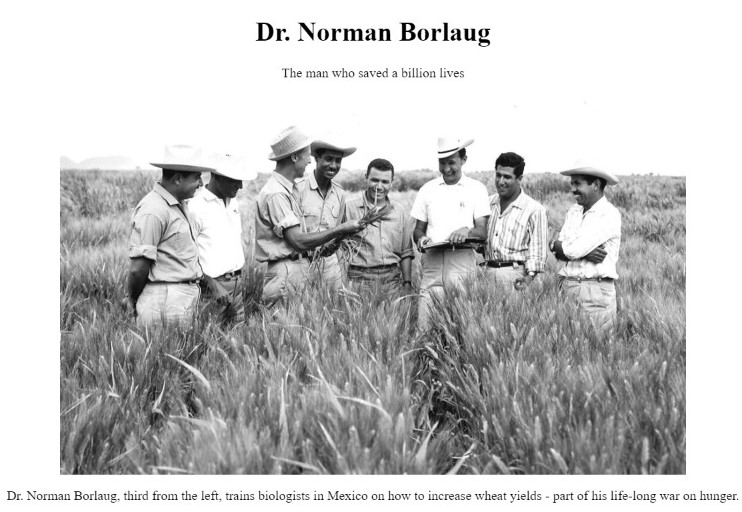 Dr. Norman Borlaug
The man who saved a billion lives
Dr. Norman Borlaug, third from the left, trains biologists in Mexico on how to increase wheat yields - part of his life-long war on hunger.